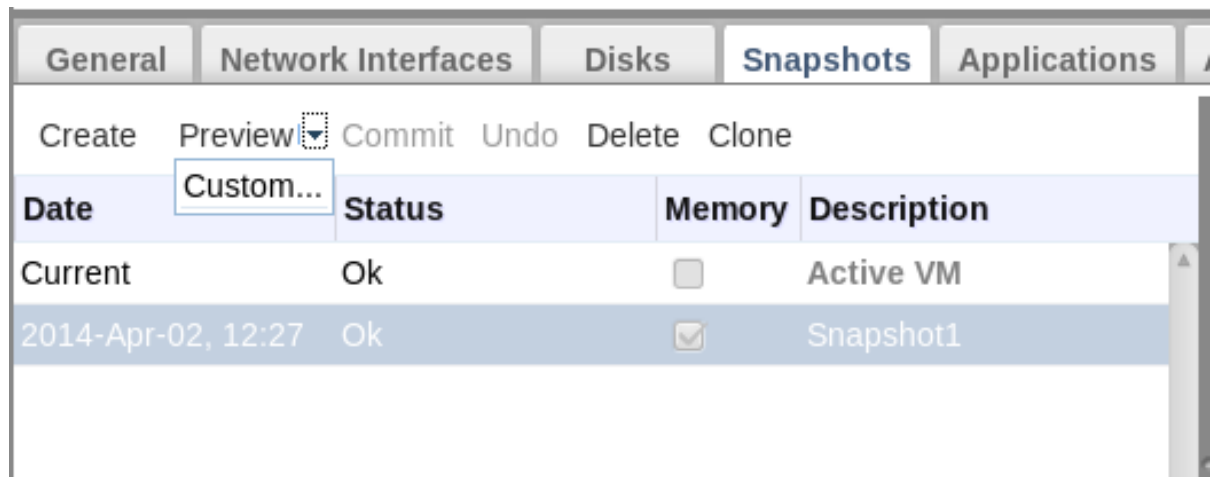 General Network Interfaces Disks Snapshots Applications
Create Preview Commit Undo Delete Clone
Custom...
Date Status Memory Description
Current Ok Active VM
2014-Apr-02, 12:27 Ok Snapshot1